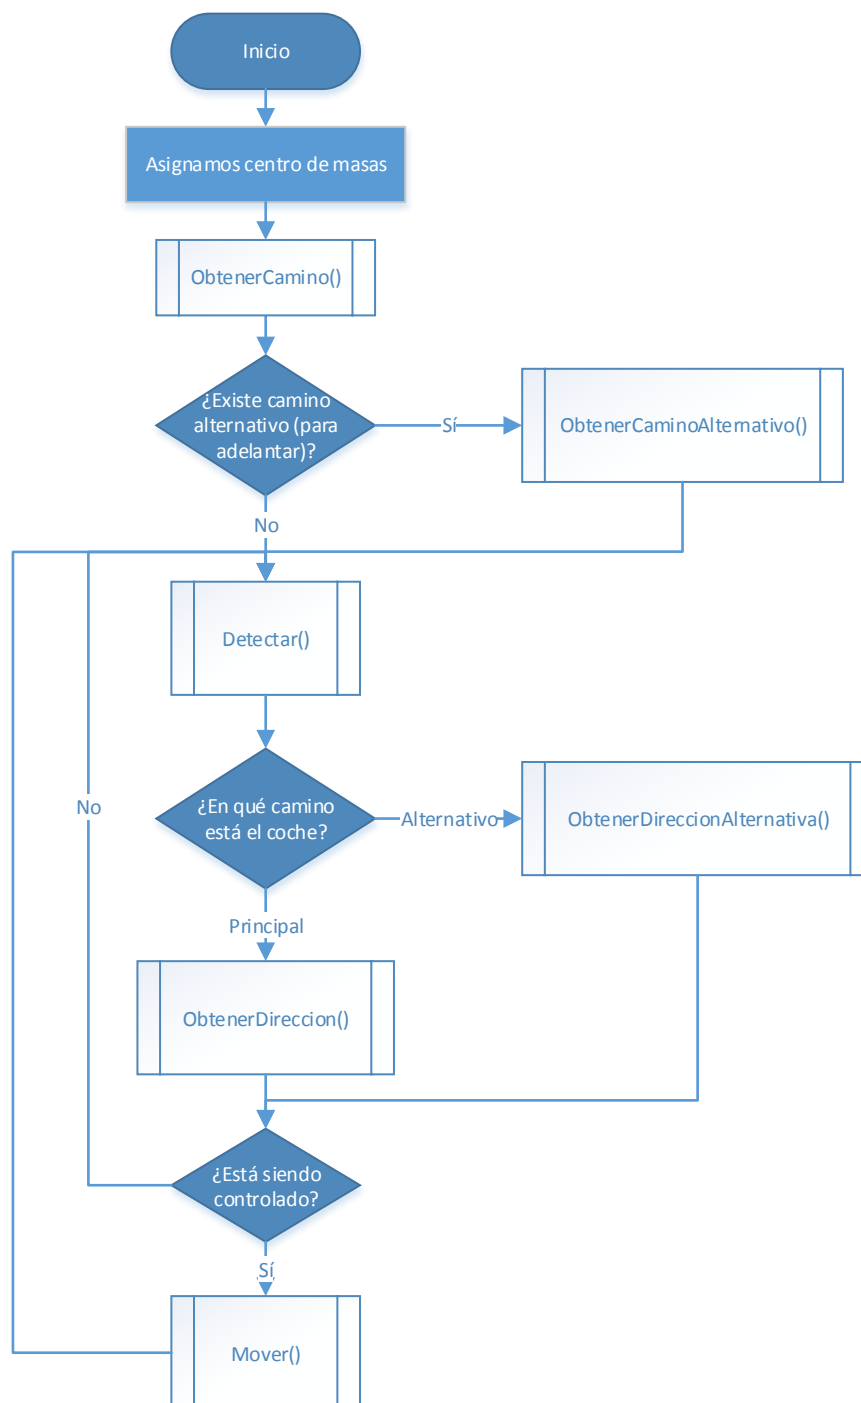 Inicio
Asignamos centro de masas
ObtenerCamino()
¿Existe camino
alternativo (para
adelantar)?
Sí
ObtenerCaminoAlternativo()
No
Detectar()
¿En qué camino
está el coche?
Alternativo
ObtenerDireccionAlternativa()
No
Principal
ObtenerDireccion()
¿Está siendo
controlado?
Sí
Mover()